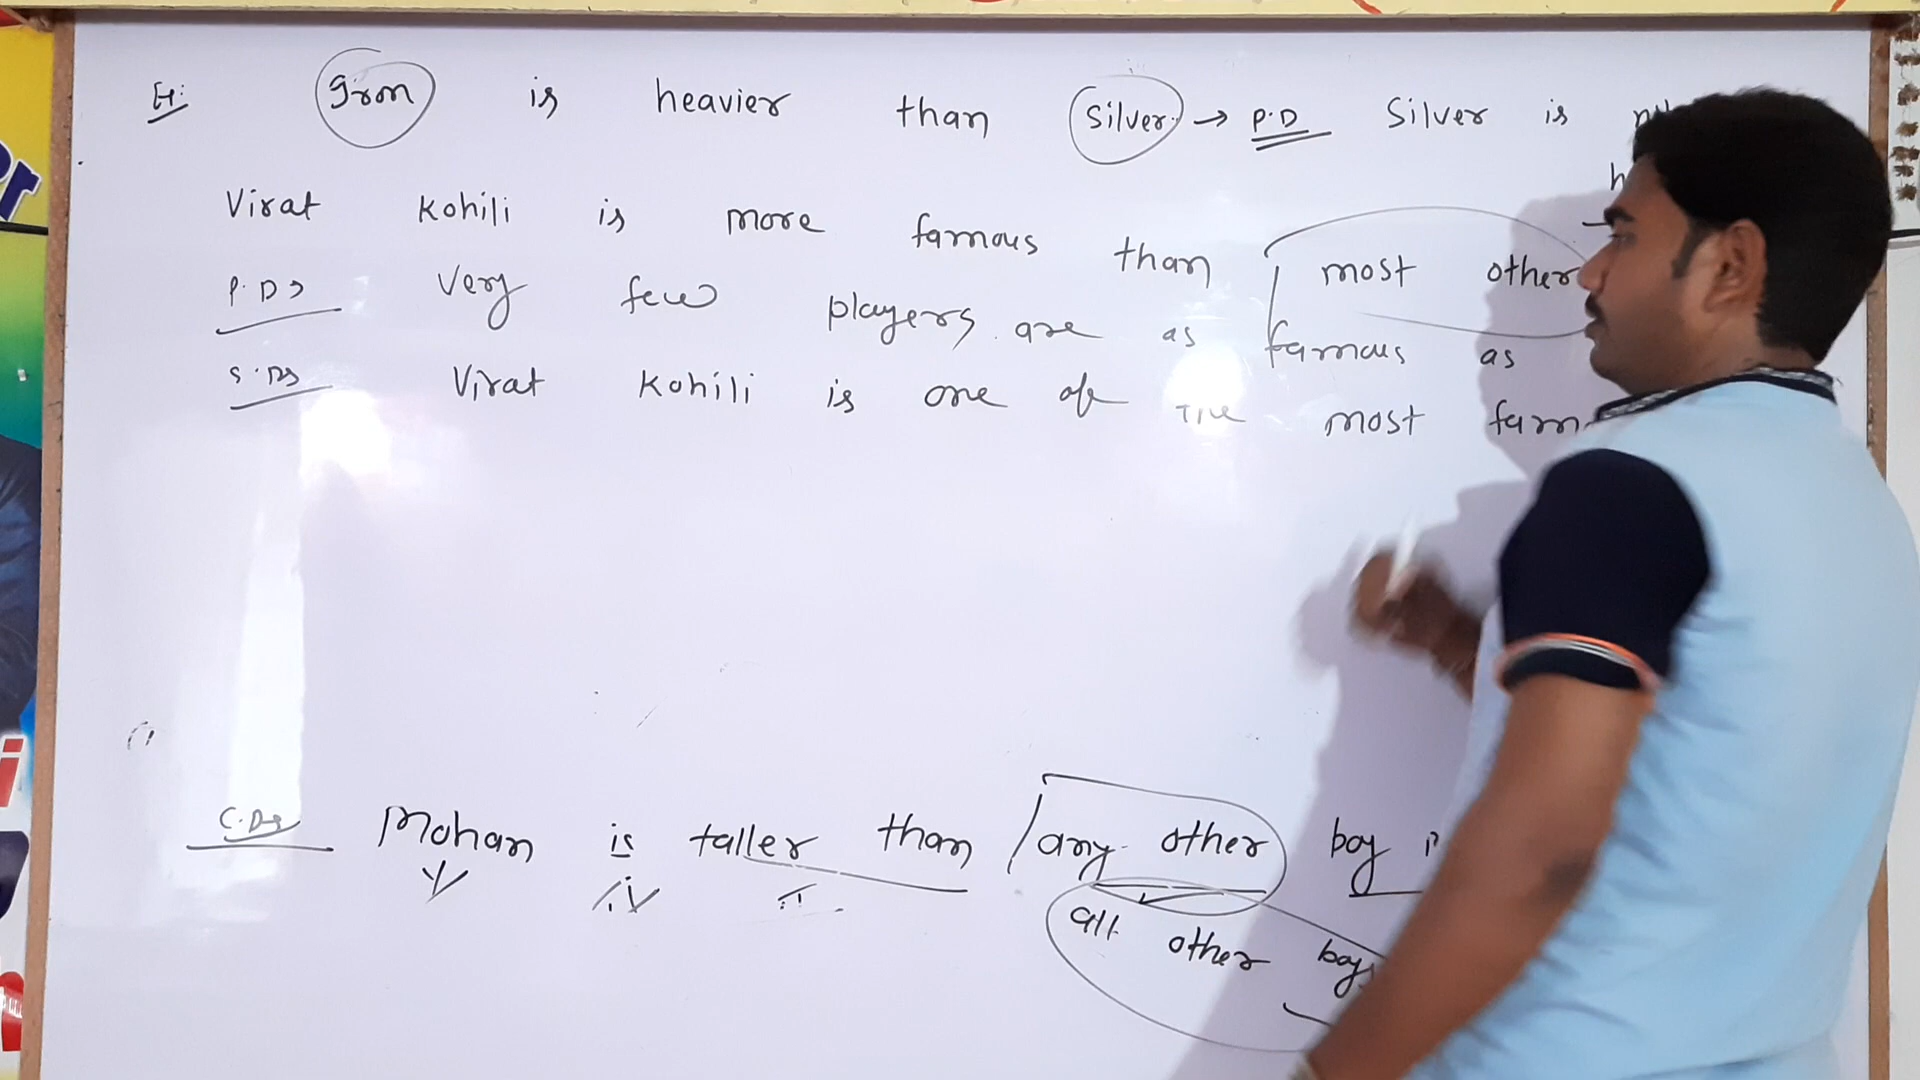 Ex: Iron is heavier than Silver. → P.D Silver is
Virat Kohili is more famous than most other
P.D → Very few players are as famous as
S.D → Virat Kohili is one of The most fam
C.D → Mohan is taller than any other boy
all other boys